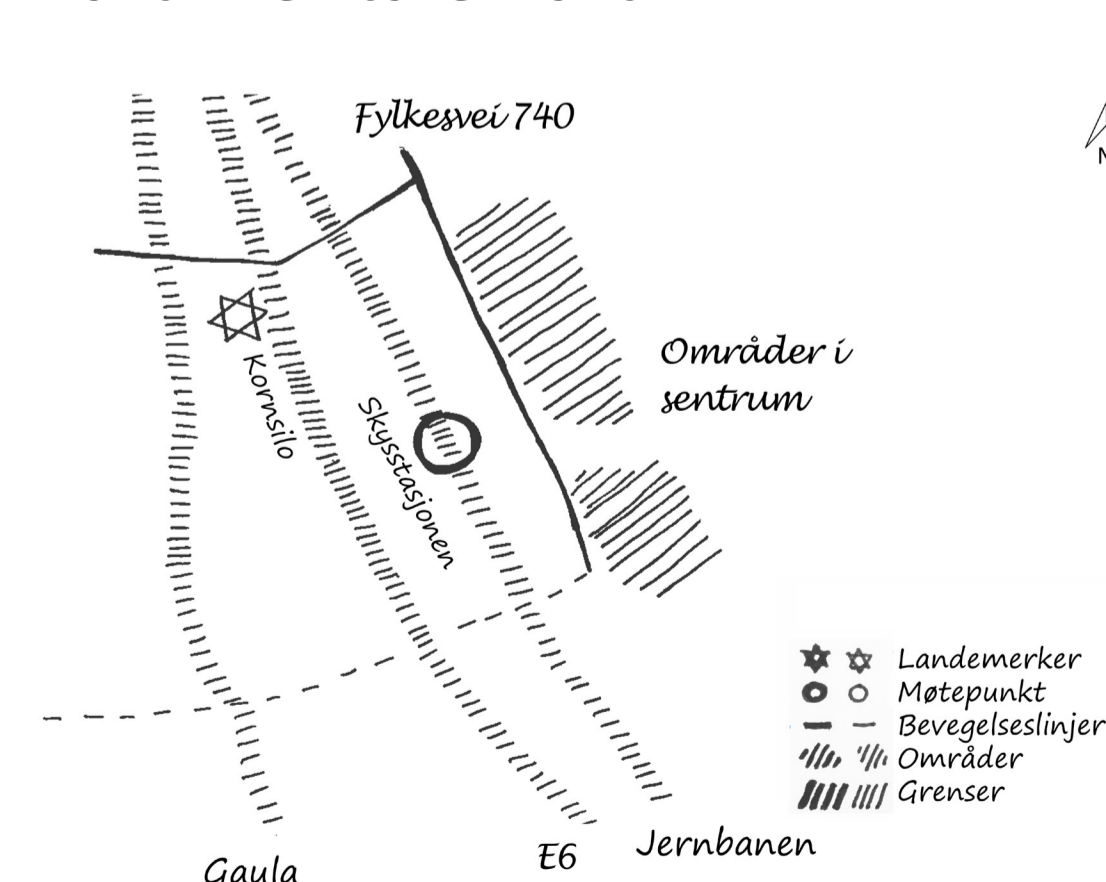 Fylkesvei 740
N
Områder i
sentrum
Kornsilo
Skysstasjonen
Landemerker
Møtepunkt
Bevegelseslinjer
Områder
Grenser
Jernbanen
E6
Gaula